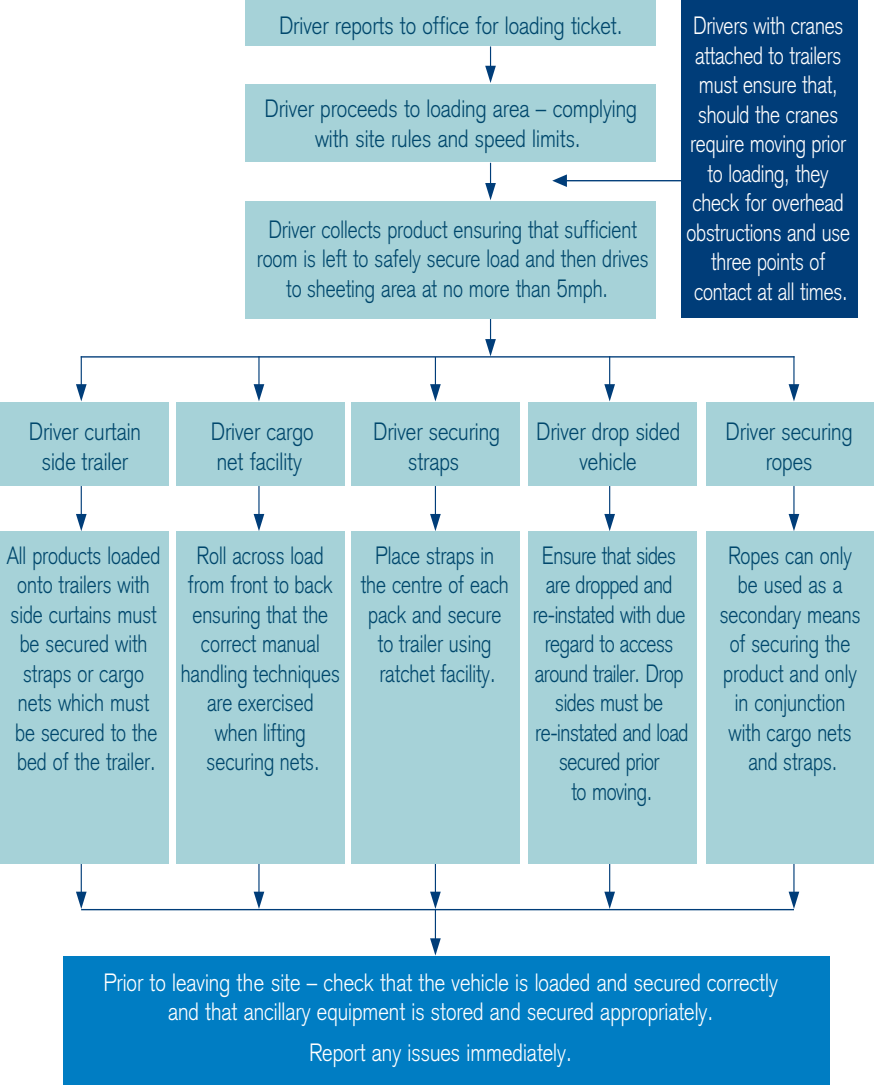 Driver reports to office for loading ticket.
Drivers with cranes
attached to trailers
must ensure that,
should the cranes
require moving prior
to loading, they
check for overhead
obstructions and use
three points of
contact at all times.
Driver proceeds to loading area – complying
with site rules and speed limits.
Driver collects product ensuring that sufficient
room is left to safely secure load and then drives
to sheeting area at no more than 5mph.
Driver curtain
side trailer
All products loaded
onto trailers with
side curtains must
be secured with
straps or cargo
nets which must
be secured to the
bed of the trailer.
Driver cargo
net facility
Roll across load
from front to back
ensuring that the
correct manual
handling techniques
are exercised
when lifting
securing nets.
Driver securing
straps
Place straps in
the centre of each
pack and secure
to trailer using
ratchet facility.
Driver drop sided
vehicle
Ensure that sides
are dropped and
re-instated with due
regard to access
around trailer. Drop
sides must be
re-instated and load
secured prior
to moving.
Driver securing
ropes
Ropes can only
be used as a
secondary means
of securing the
product and only
in conjunction
with cargo nets
and straps.
Prior to leaving the site – check that the vehicle is loaded and secured correctly
and that ancillary equipment is stored and secured appropriately.
Report any issues immediately.